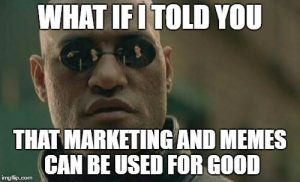 WHAT IF I TOLD YOU
THAT MARKETING AND MEMES
CAN BE USED FOR GOOD
imgflip.com